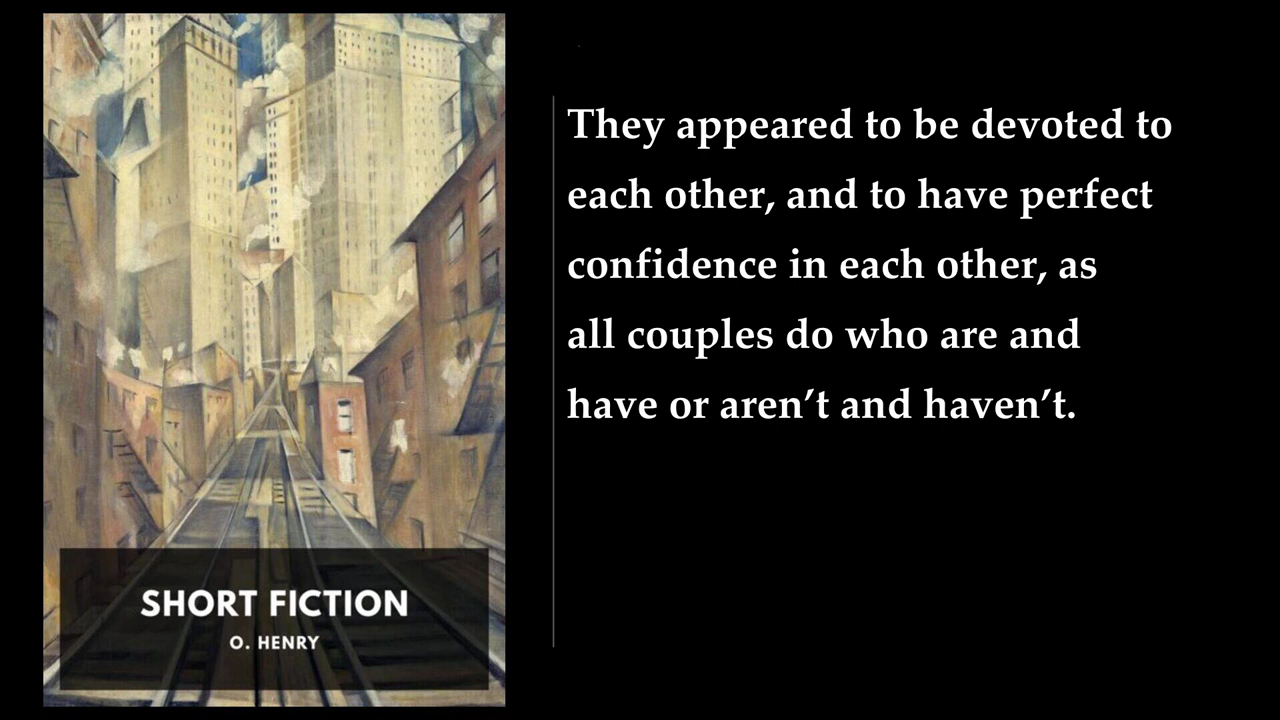 SHORT FICTION
O. HENRY
They appeared to be devoted to
each other, and to have perfect
confidence in each other, as
all couples do who are and
have or aren’t and haven’t.